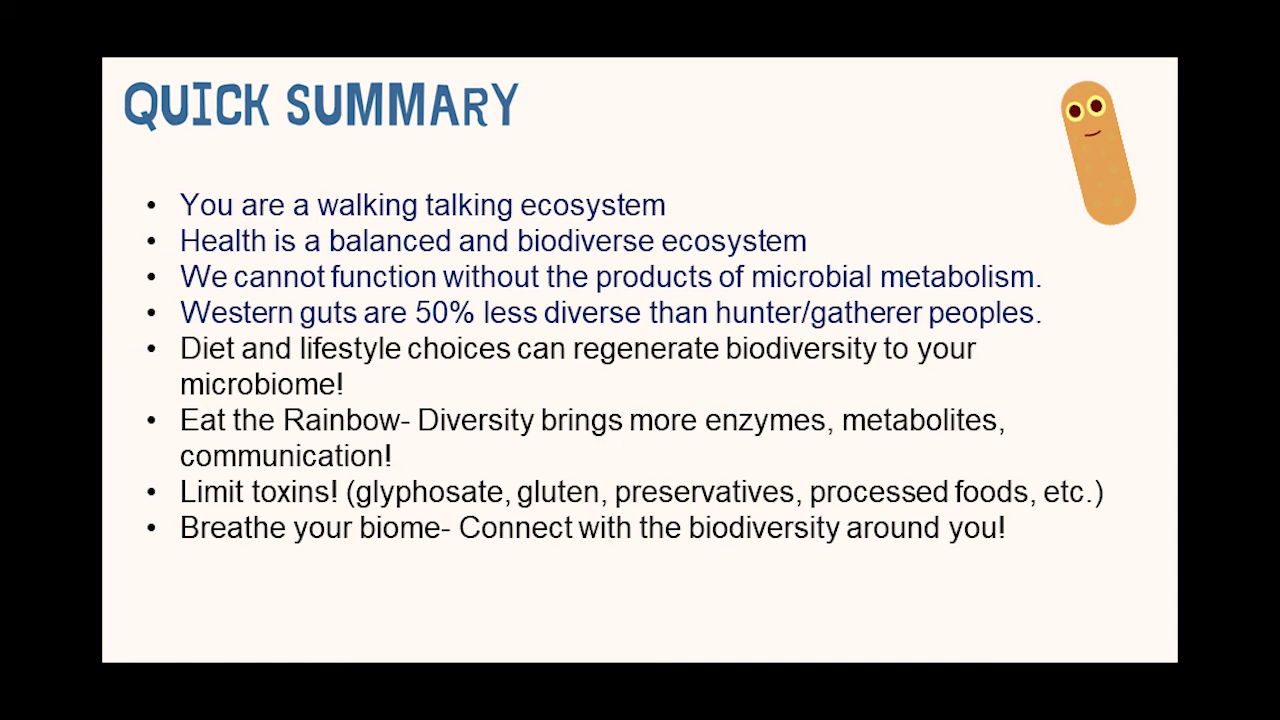 QUICK SUMMARY
• You are a walking talking ecosystem
• Health is a balanced and biodiverse ecosystem
• We cannot function without the products of microbial metabolism.
• Western guts are 50% less diverse than hunter/gatherer peoples.
• Diet and lifestyle choices can regenerate biodiversity to your
microbiome!
• Eat the Rainbow- Diversity brings more enzymes, metabolites,
communication!
• Limit toxins! (glyphosate, gluten, preservatives, processed foods, etc.)
• Breathe your biome- Connect with the biodiversity around you!